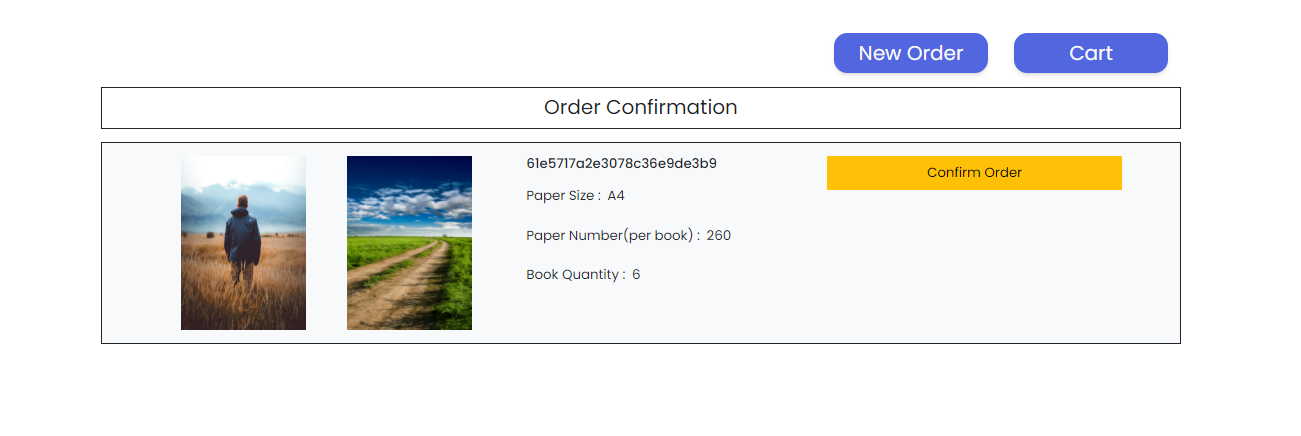 New Order
Cart
Order Confirmation
61e5717a2e3078c36e9de3b9
Confirm Order
Paper Size : A4
Paper Number(per book) : 260
Book Quantity : 6